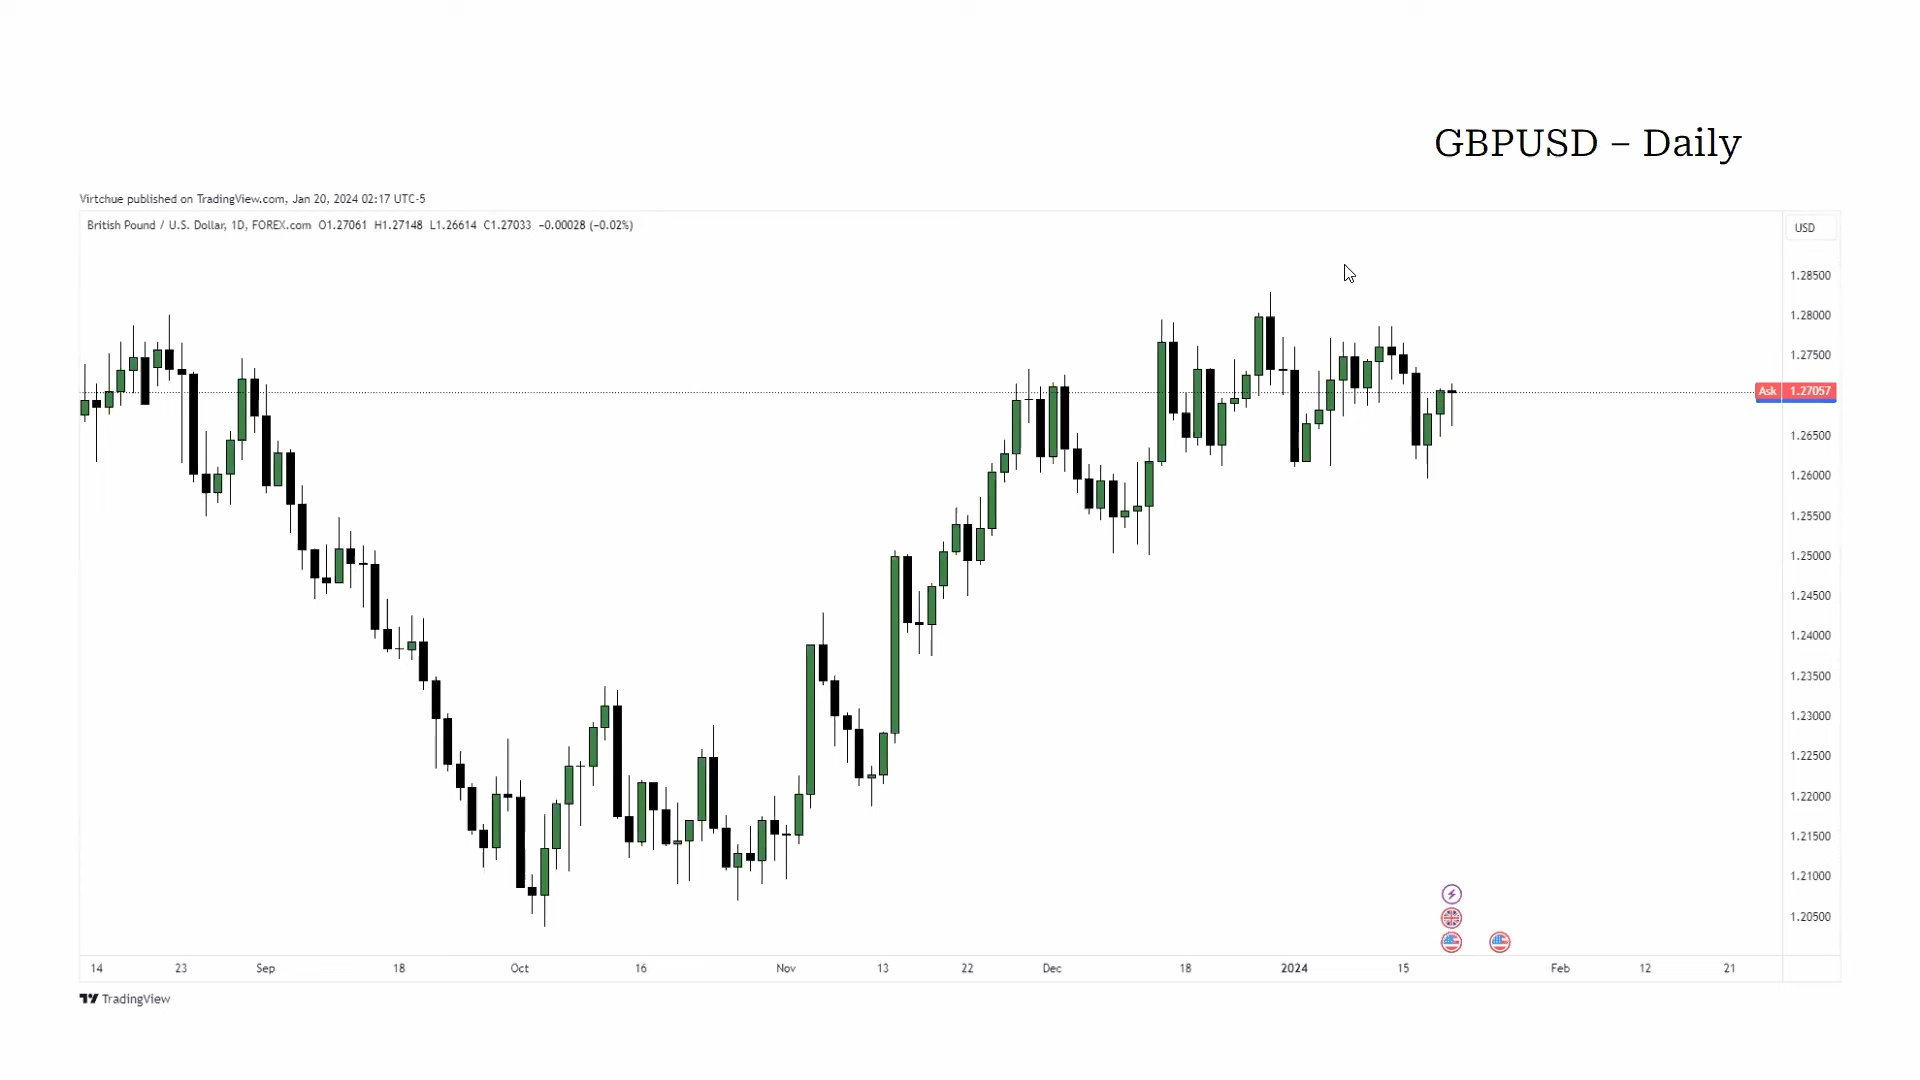 GBPUSD – Daily
Virtchue published on TradingView.com, Jan 20, 2024 02:17 UTC-5
British Pound / U.S. Dollar, 1D, FOREX.com O1.27061 H1.27148 L1.26614 C1.27033 −0.00028 (−0.02%)
USD
1.28500
1.28000
1.27500
Ask 1.27057
1.26500
1.26000
1.25500
1.25000
1.24500
1.24000
1.23500
1.23000
1.22500
1.22000
1.21500
1.21000
1.20500
14 23 Sep 18 Oct 16 Nov 13 22 Dec 18 2024 15 Feb 12 21
TradingView